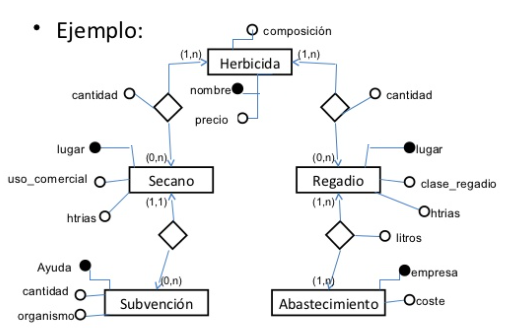 • Ejemplo:
composición
(1,n)
(1,n)
Herbicida
nombre
precio
cantidad
cantidad
lugar
(0,n)
(0,n)
lugar
uso_comercial
Secano
Regadio
clase_regadio
htrias
(1,1)
(1,n)
htrias
litros
Ayuda
(0,n)
(1,n)
empresa
cantidad
Subvención
Abastecimiento
coste
organismo